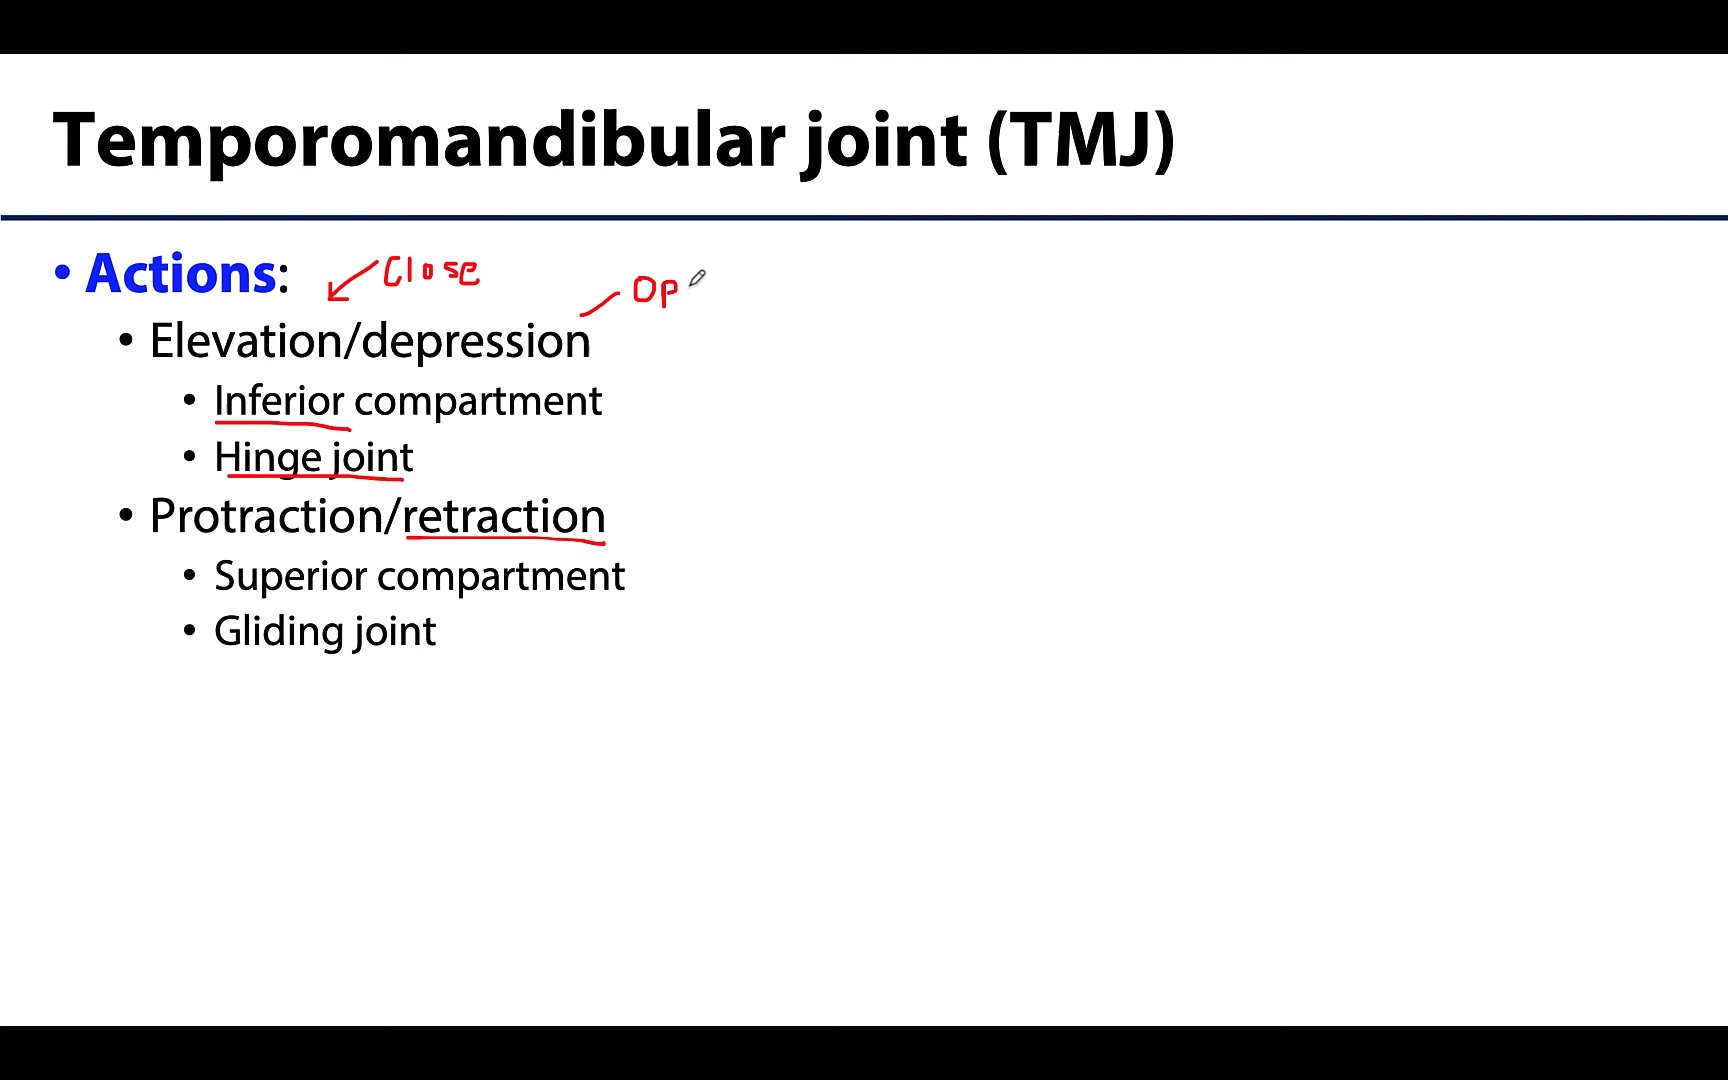 Temporomandibular joint (TMJ)
• Actions:
Close
Op
• Elevation/depression
• Inferior compartment
• Hinge joint
• Protraction/retraction
• Superior compartment
• Gliding joint